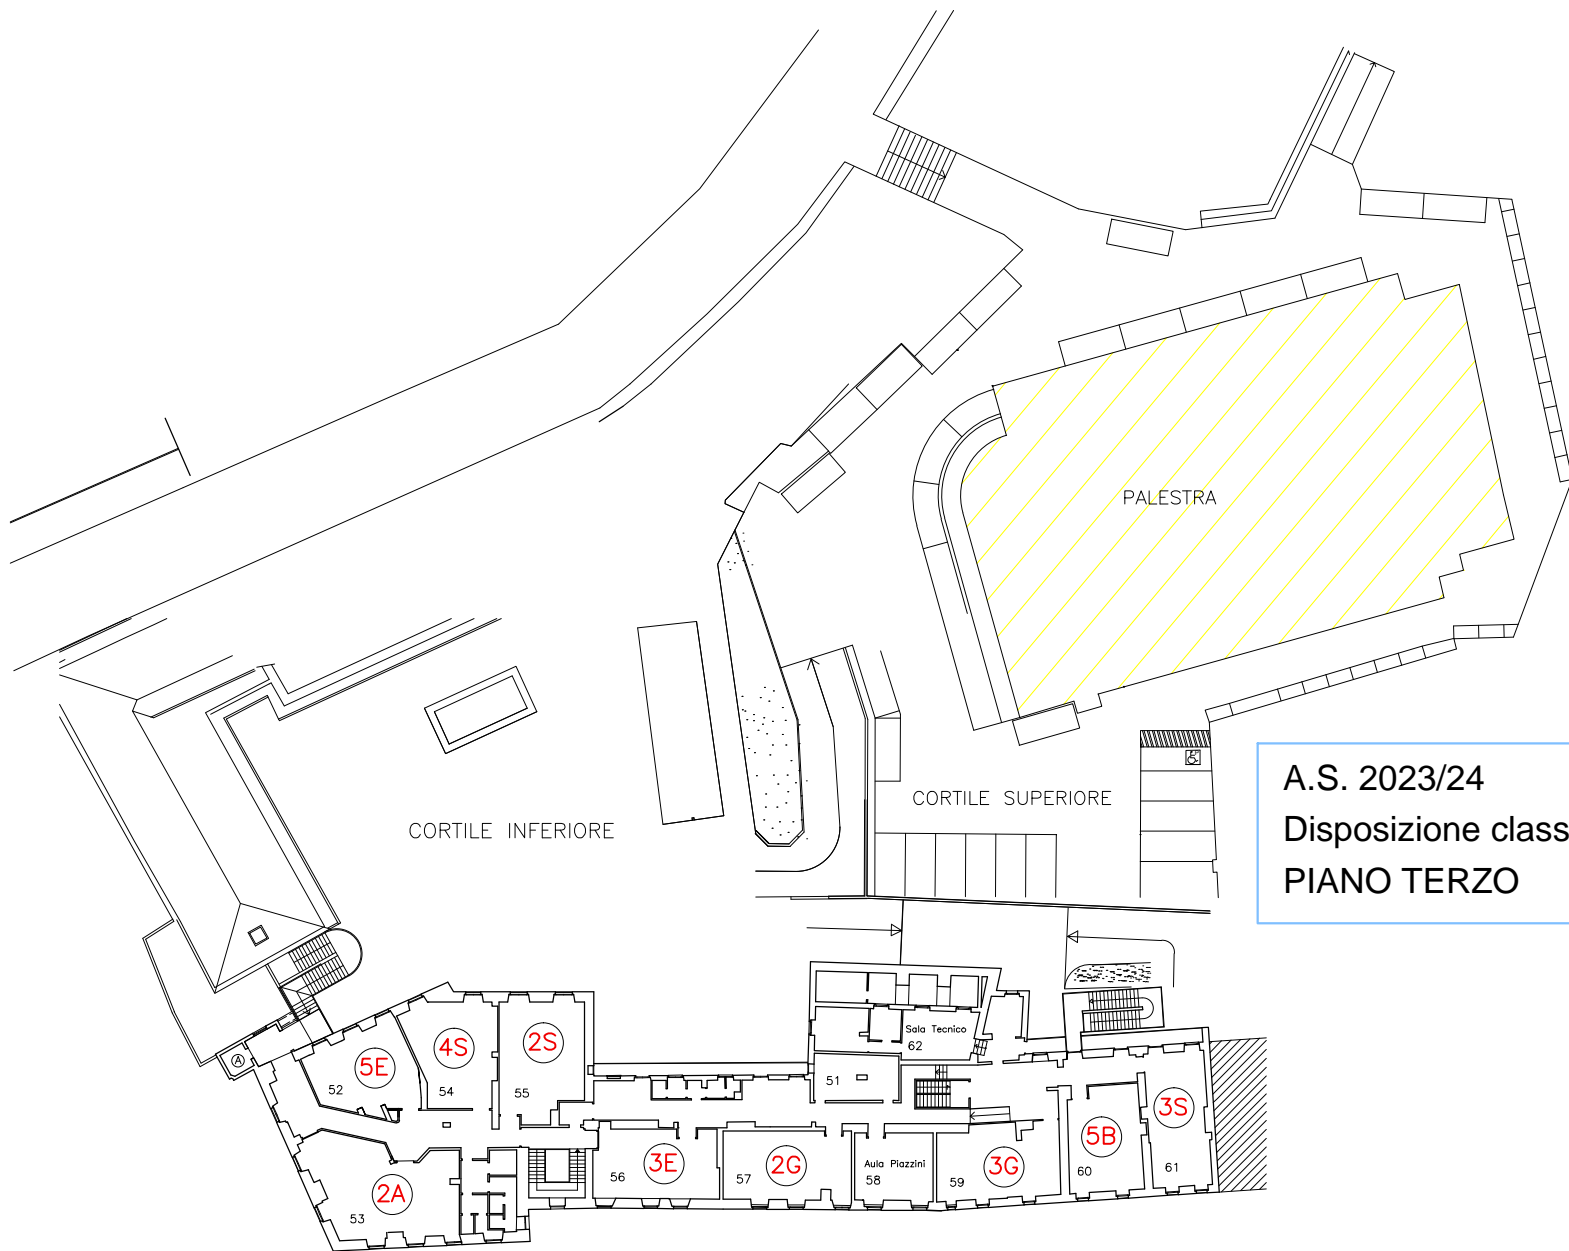 PALESTRA
A.S. 2023/24
Disposizione class
PIANO TERZO
CORTILE SUPERIORE
CORTILE INFERIORE
A
5E
52
4S
54
2S
55
Sala Tecnico
62
51
2A
53
3E
56
2G
57
Aula Piazzini
58
3G
59
5B
60
3S
61